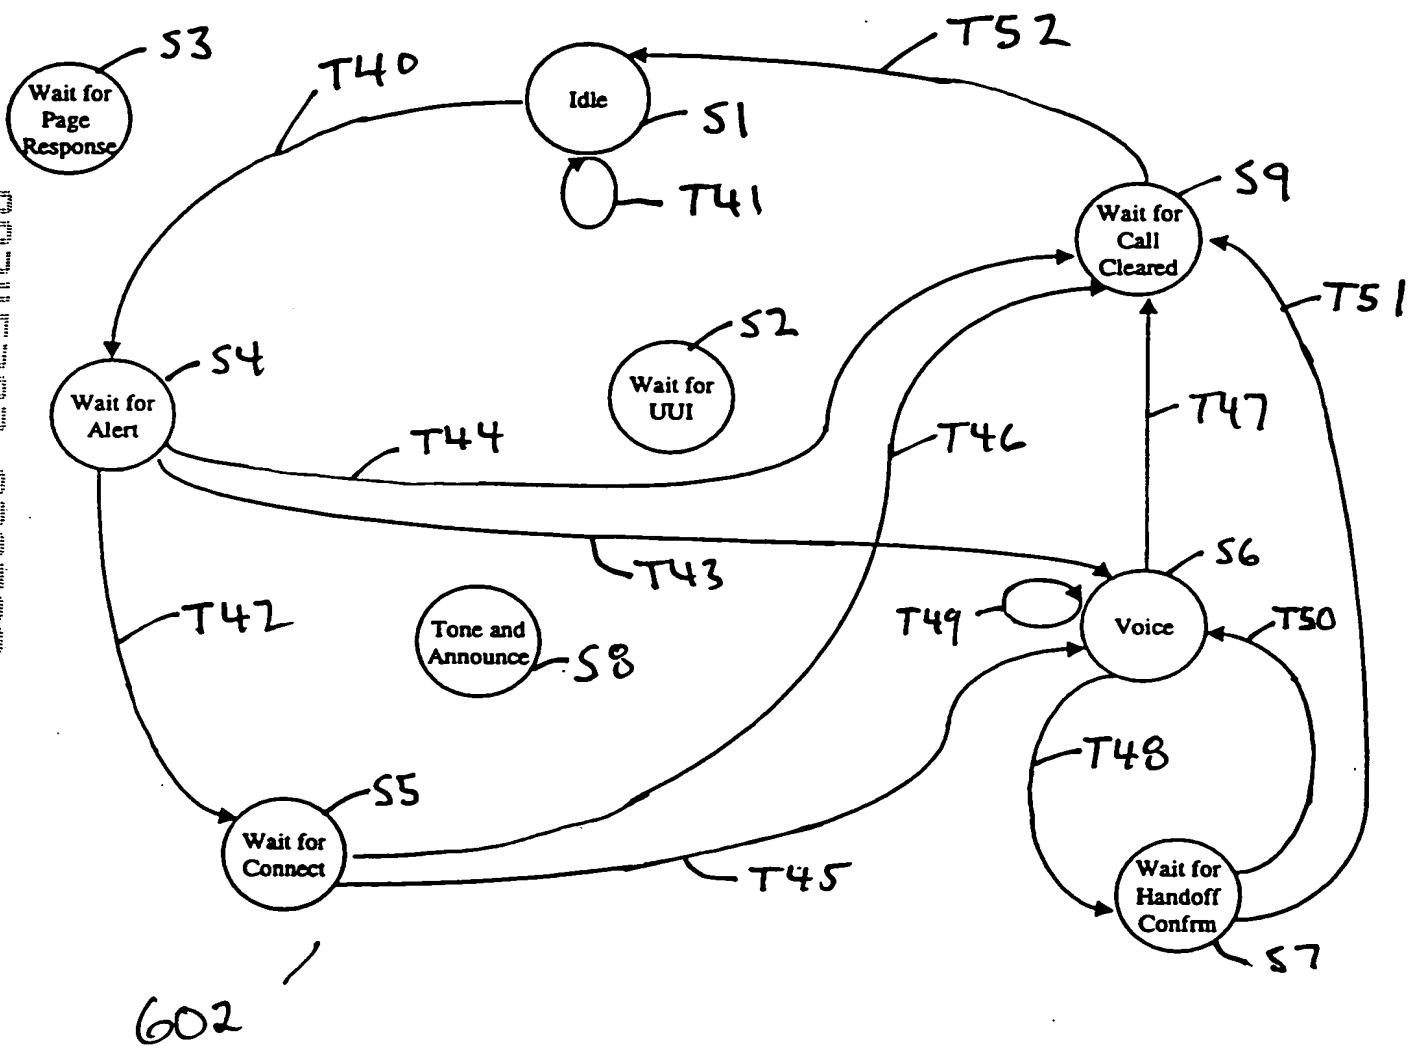 S3
T40
T52
Wait for
Page
Response
Idle
S1
T41
S9
Wait for
Call
Cleared
T51
S2
S4
Wait for
UUI
Wait for
Alert
T44
T46
T47
S6
T43
T42
Tone and
Announce
S8
T49
Voice
T50
T48
S5
Wait for
Connect
T45
Wait for
Handoff
Confrm
S7
602